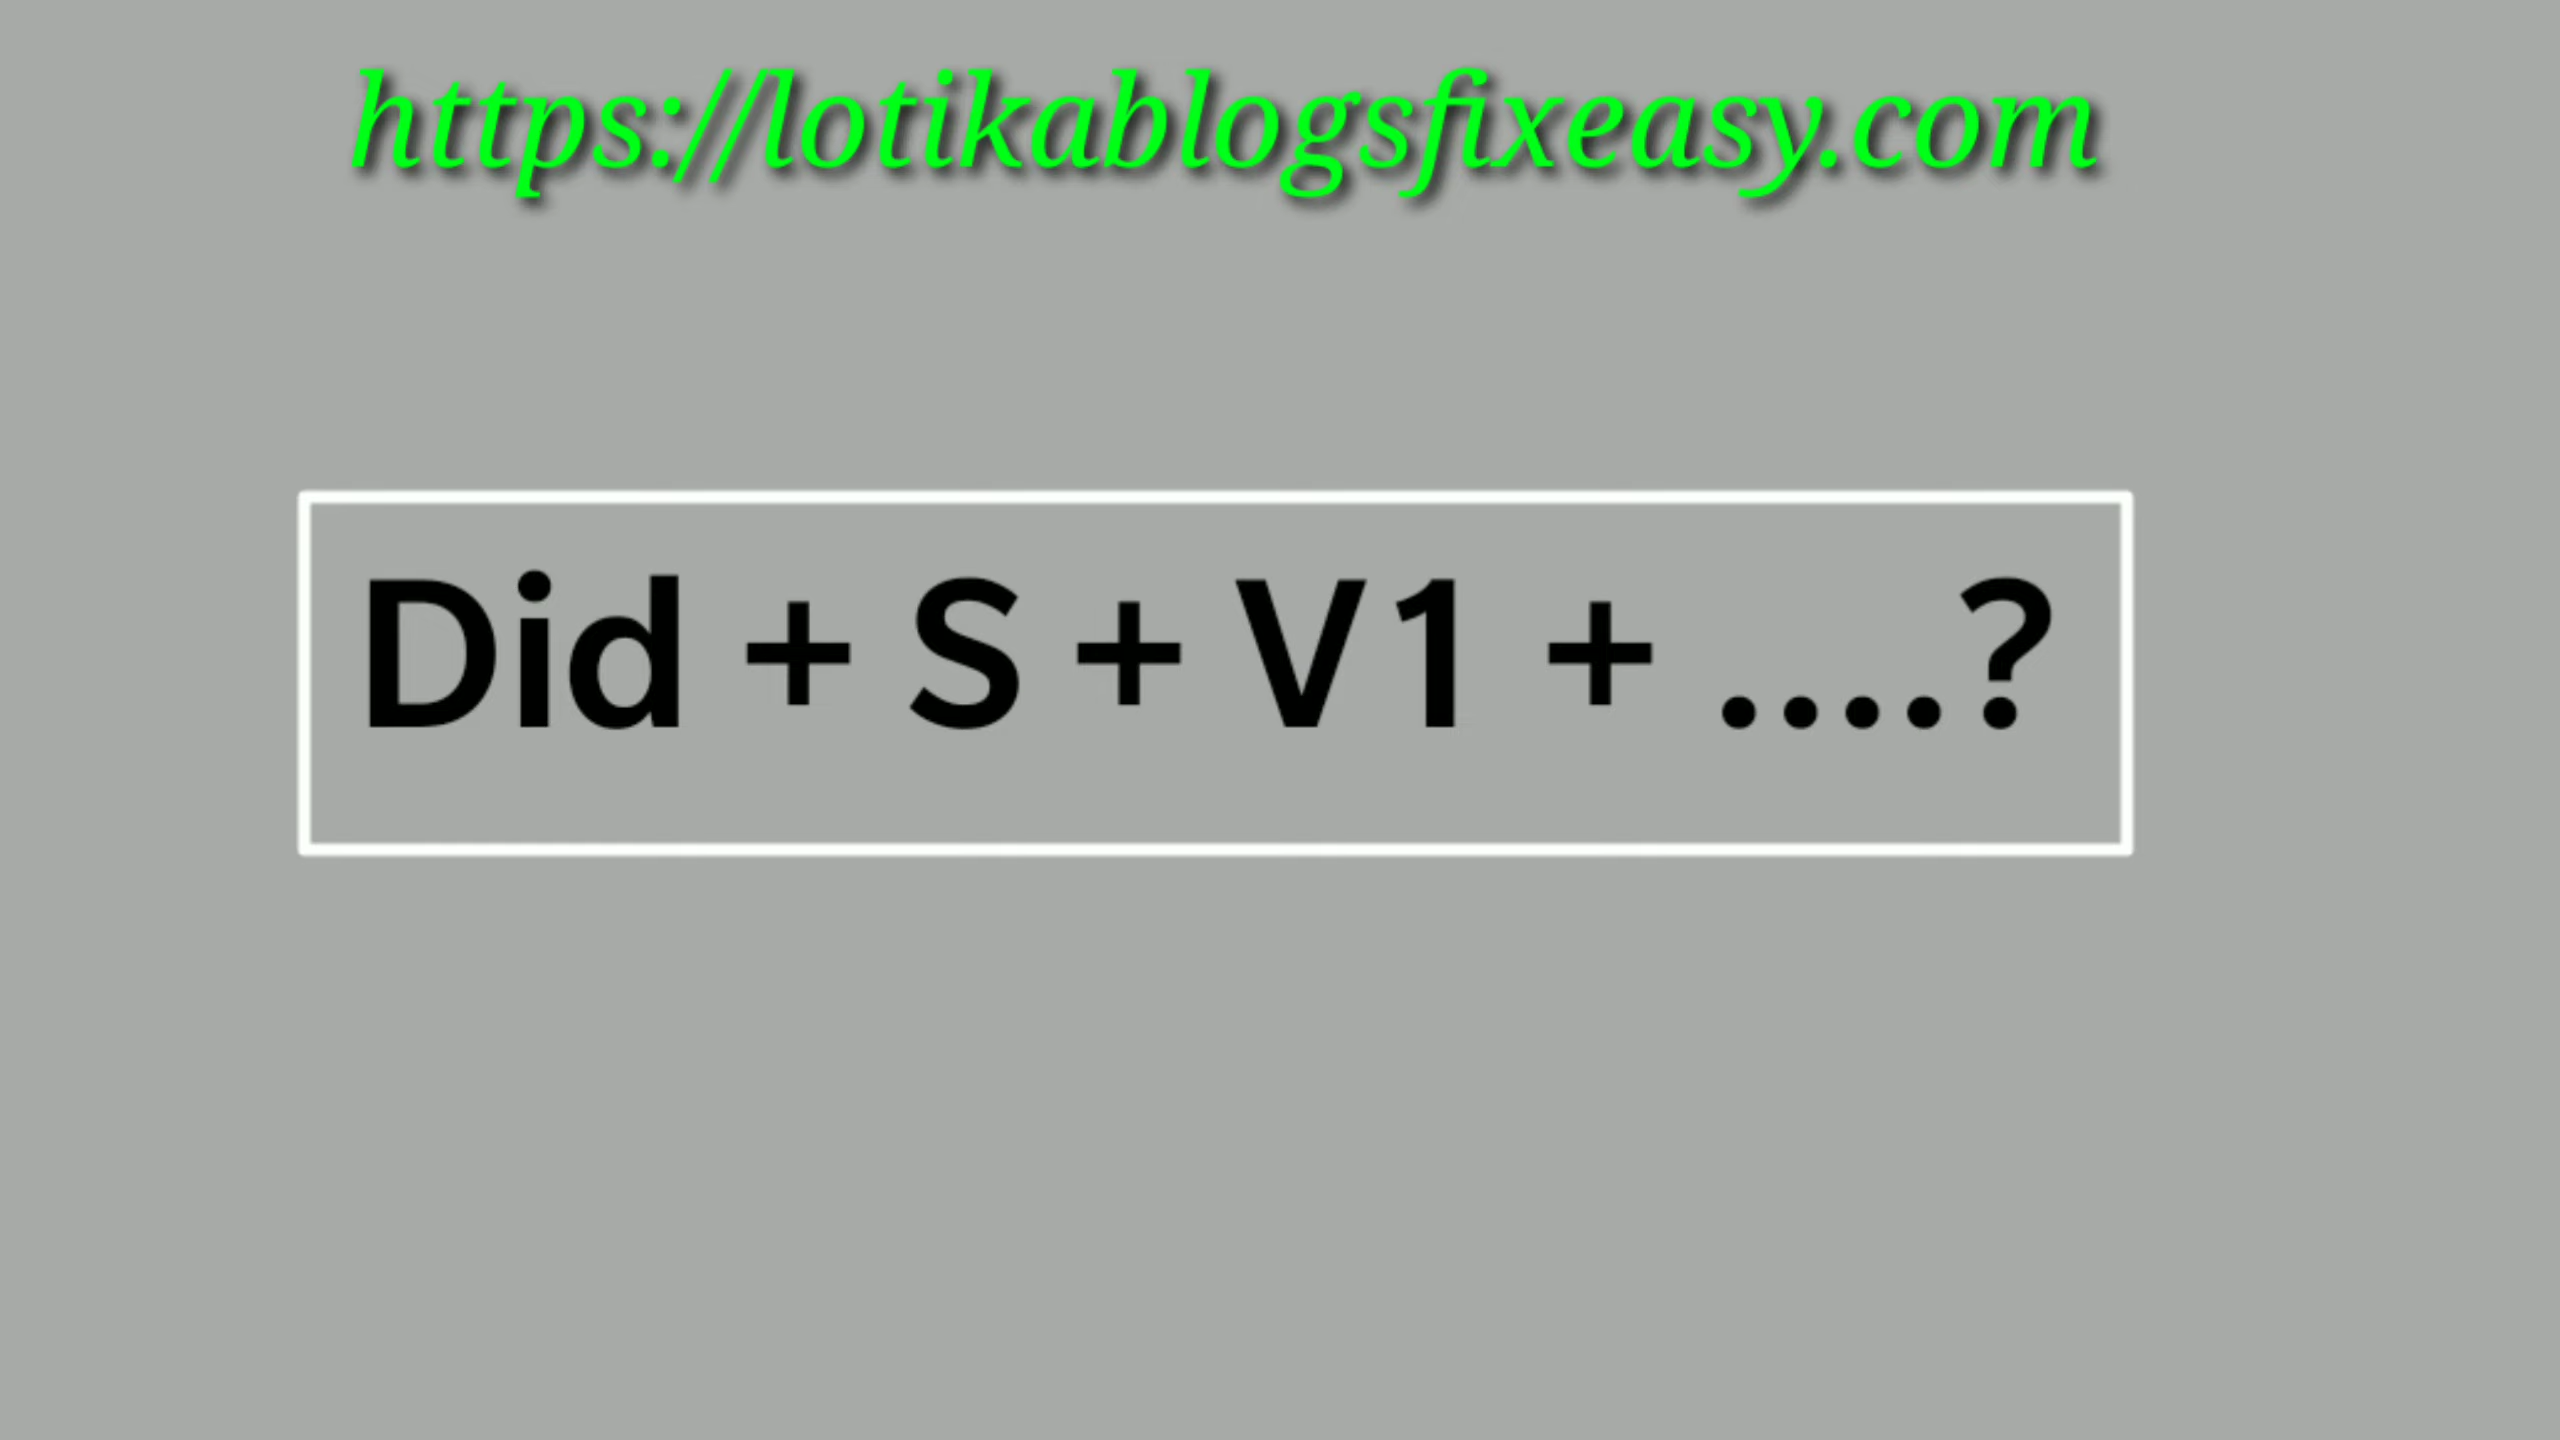 https://lotikablogsfixeasy.com
Did + S + V1 + ....?